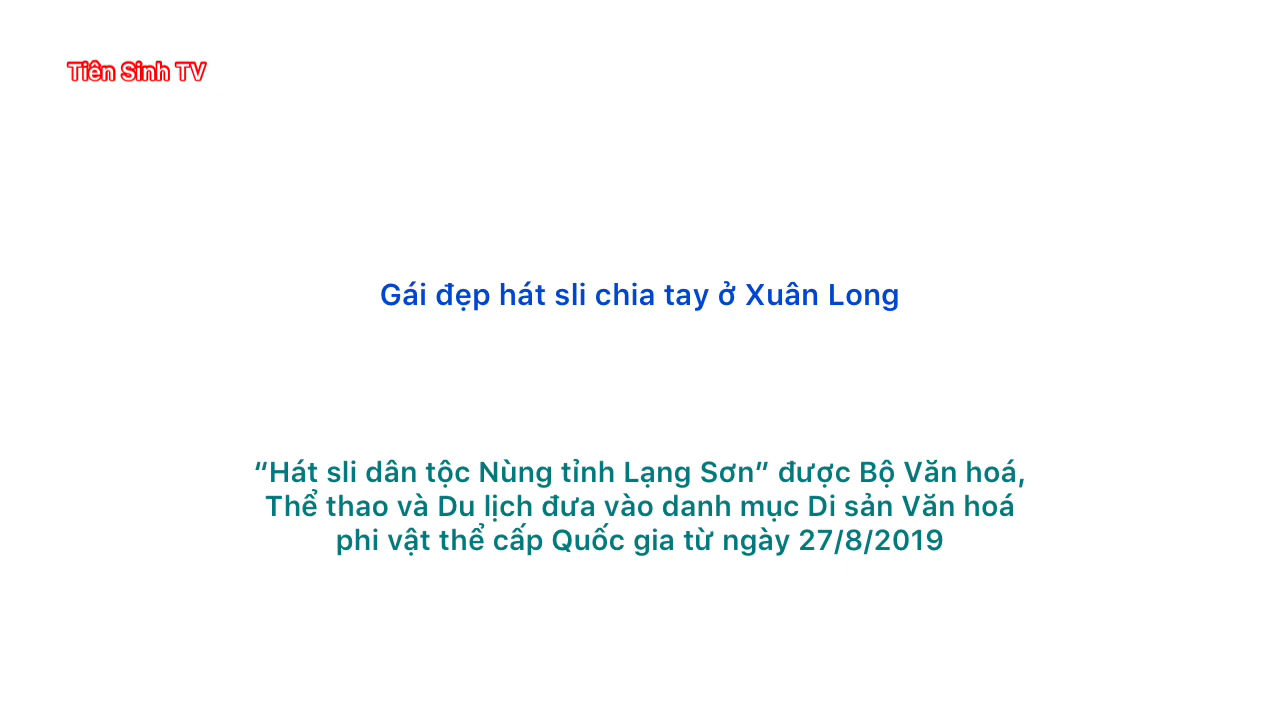 Tiên Sinh TV
Gái đẹp hát sli chia tay ở Xuân Long
“Hát sli dân tộc Nùng tỉnh Lạng Sơn” được Bộ Văn hoá,
Thể thao và Du lịch đưa vào danh mục Di sản Văn hoá
phi vật thể cấp Quốc gia từ ngày 27/8/2019